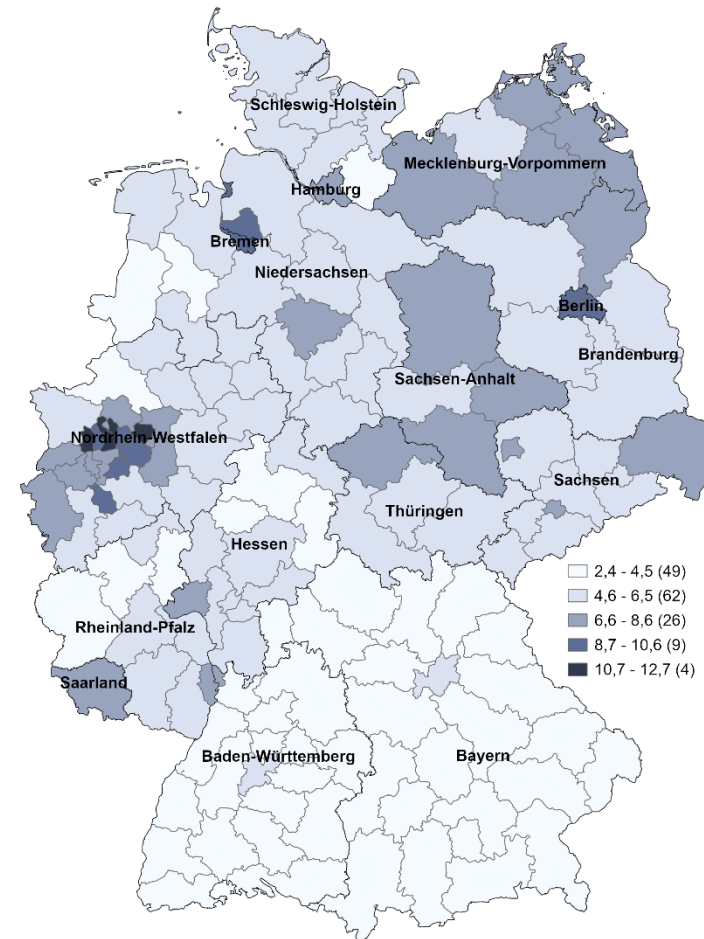 Schleswig-Holstein
Mecklenburg-Vorpommern
Hamburg
Bremen
Niedersachsen
Berlin
Brandenburg
Sachsen-Anhalt
Nordrhein-Westfalen
Sachsen
Thüringen
Hessen
2,4 - 4,5 (49)
4,6 - 6,5 (62)
6,6 - 8,6 (26)
8,7 - 10,6 (9)
10,7 - 12,7 (4)
Rheinland-Pfalz
Saarland
Baden-Württemberg
Bayern